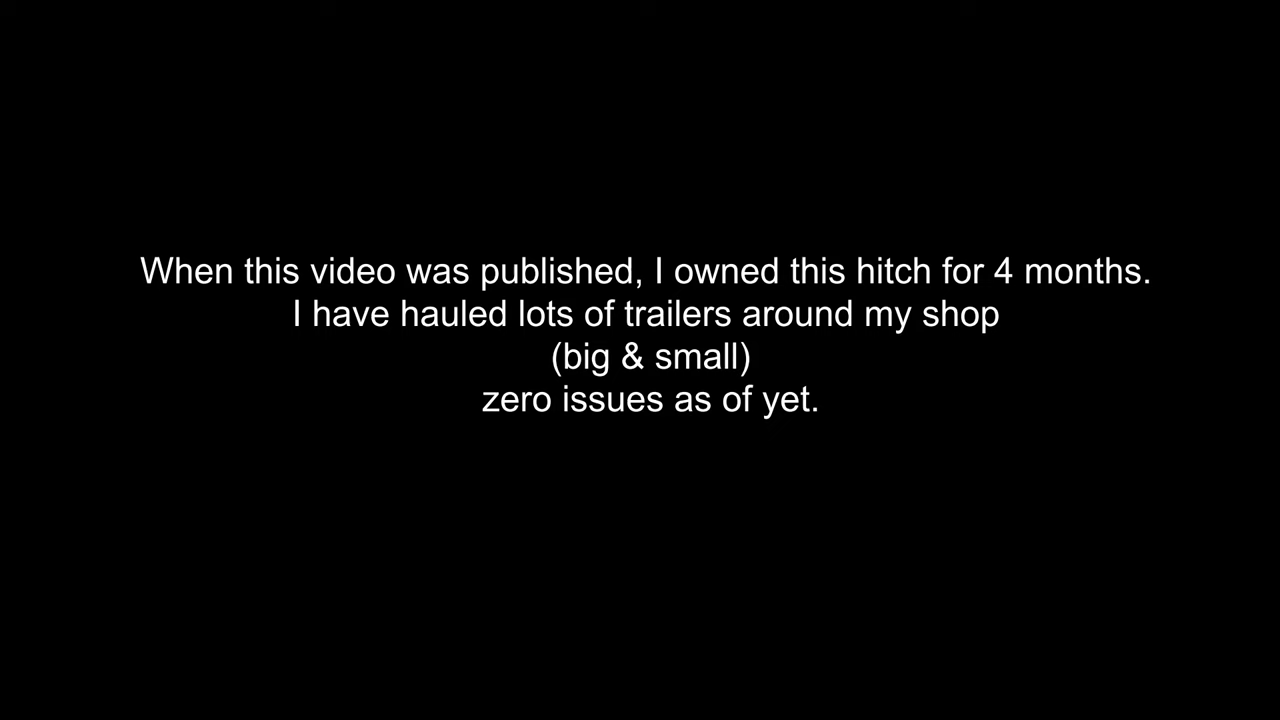 When this video was published, I owned this hitch for 4 months.
I have hauled lots of trailers around my shop
(big & small)
zero issues as of yet.